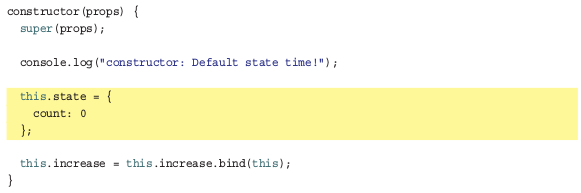 constructor(props) {
  super(props);

  console.log("constructor: Default state time!");

  this.state = {
    count: 0
  };

  this.increase = this.increase.bind(this);
}